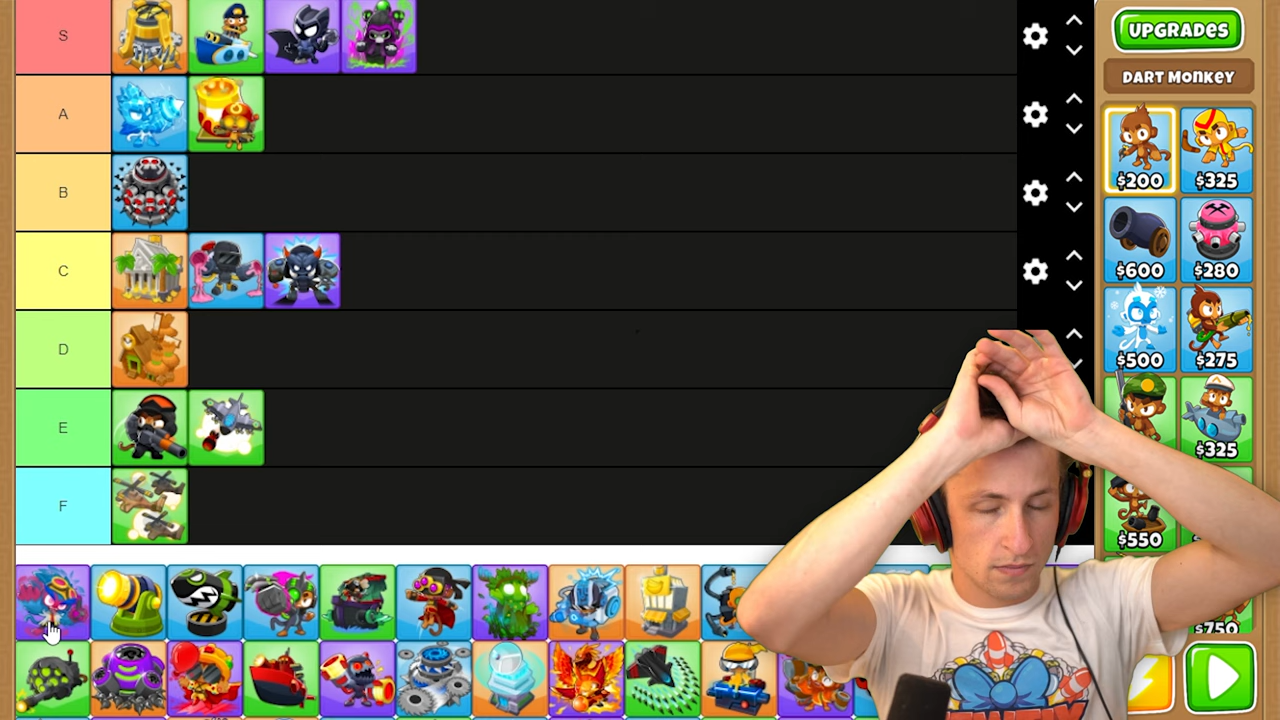 S
A
B
C
D
E
F
UPGRADES
DART MONKEY
$200
$325
$600
$280
$500
$275
$325
$550
$750